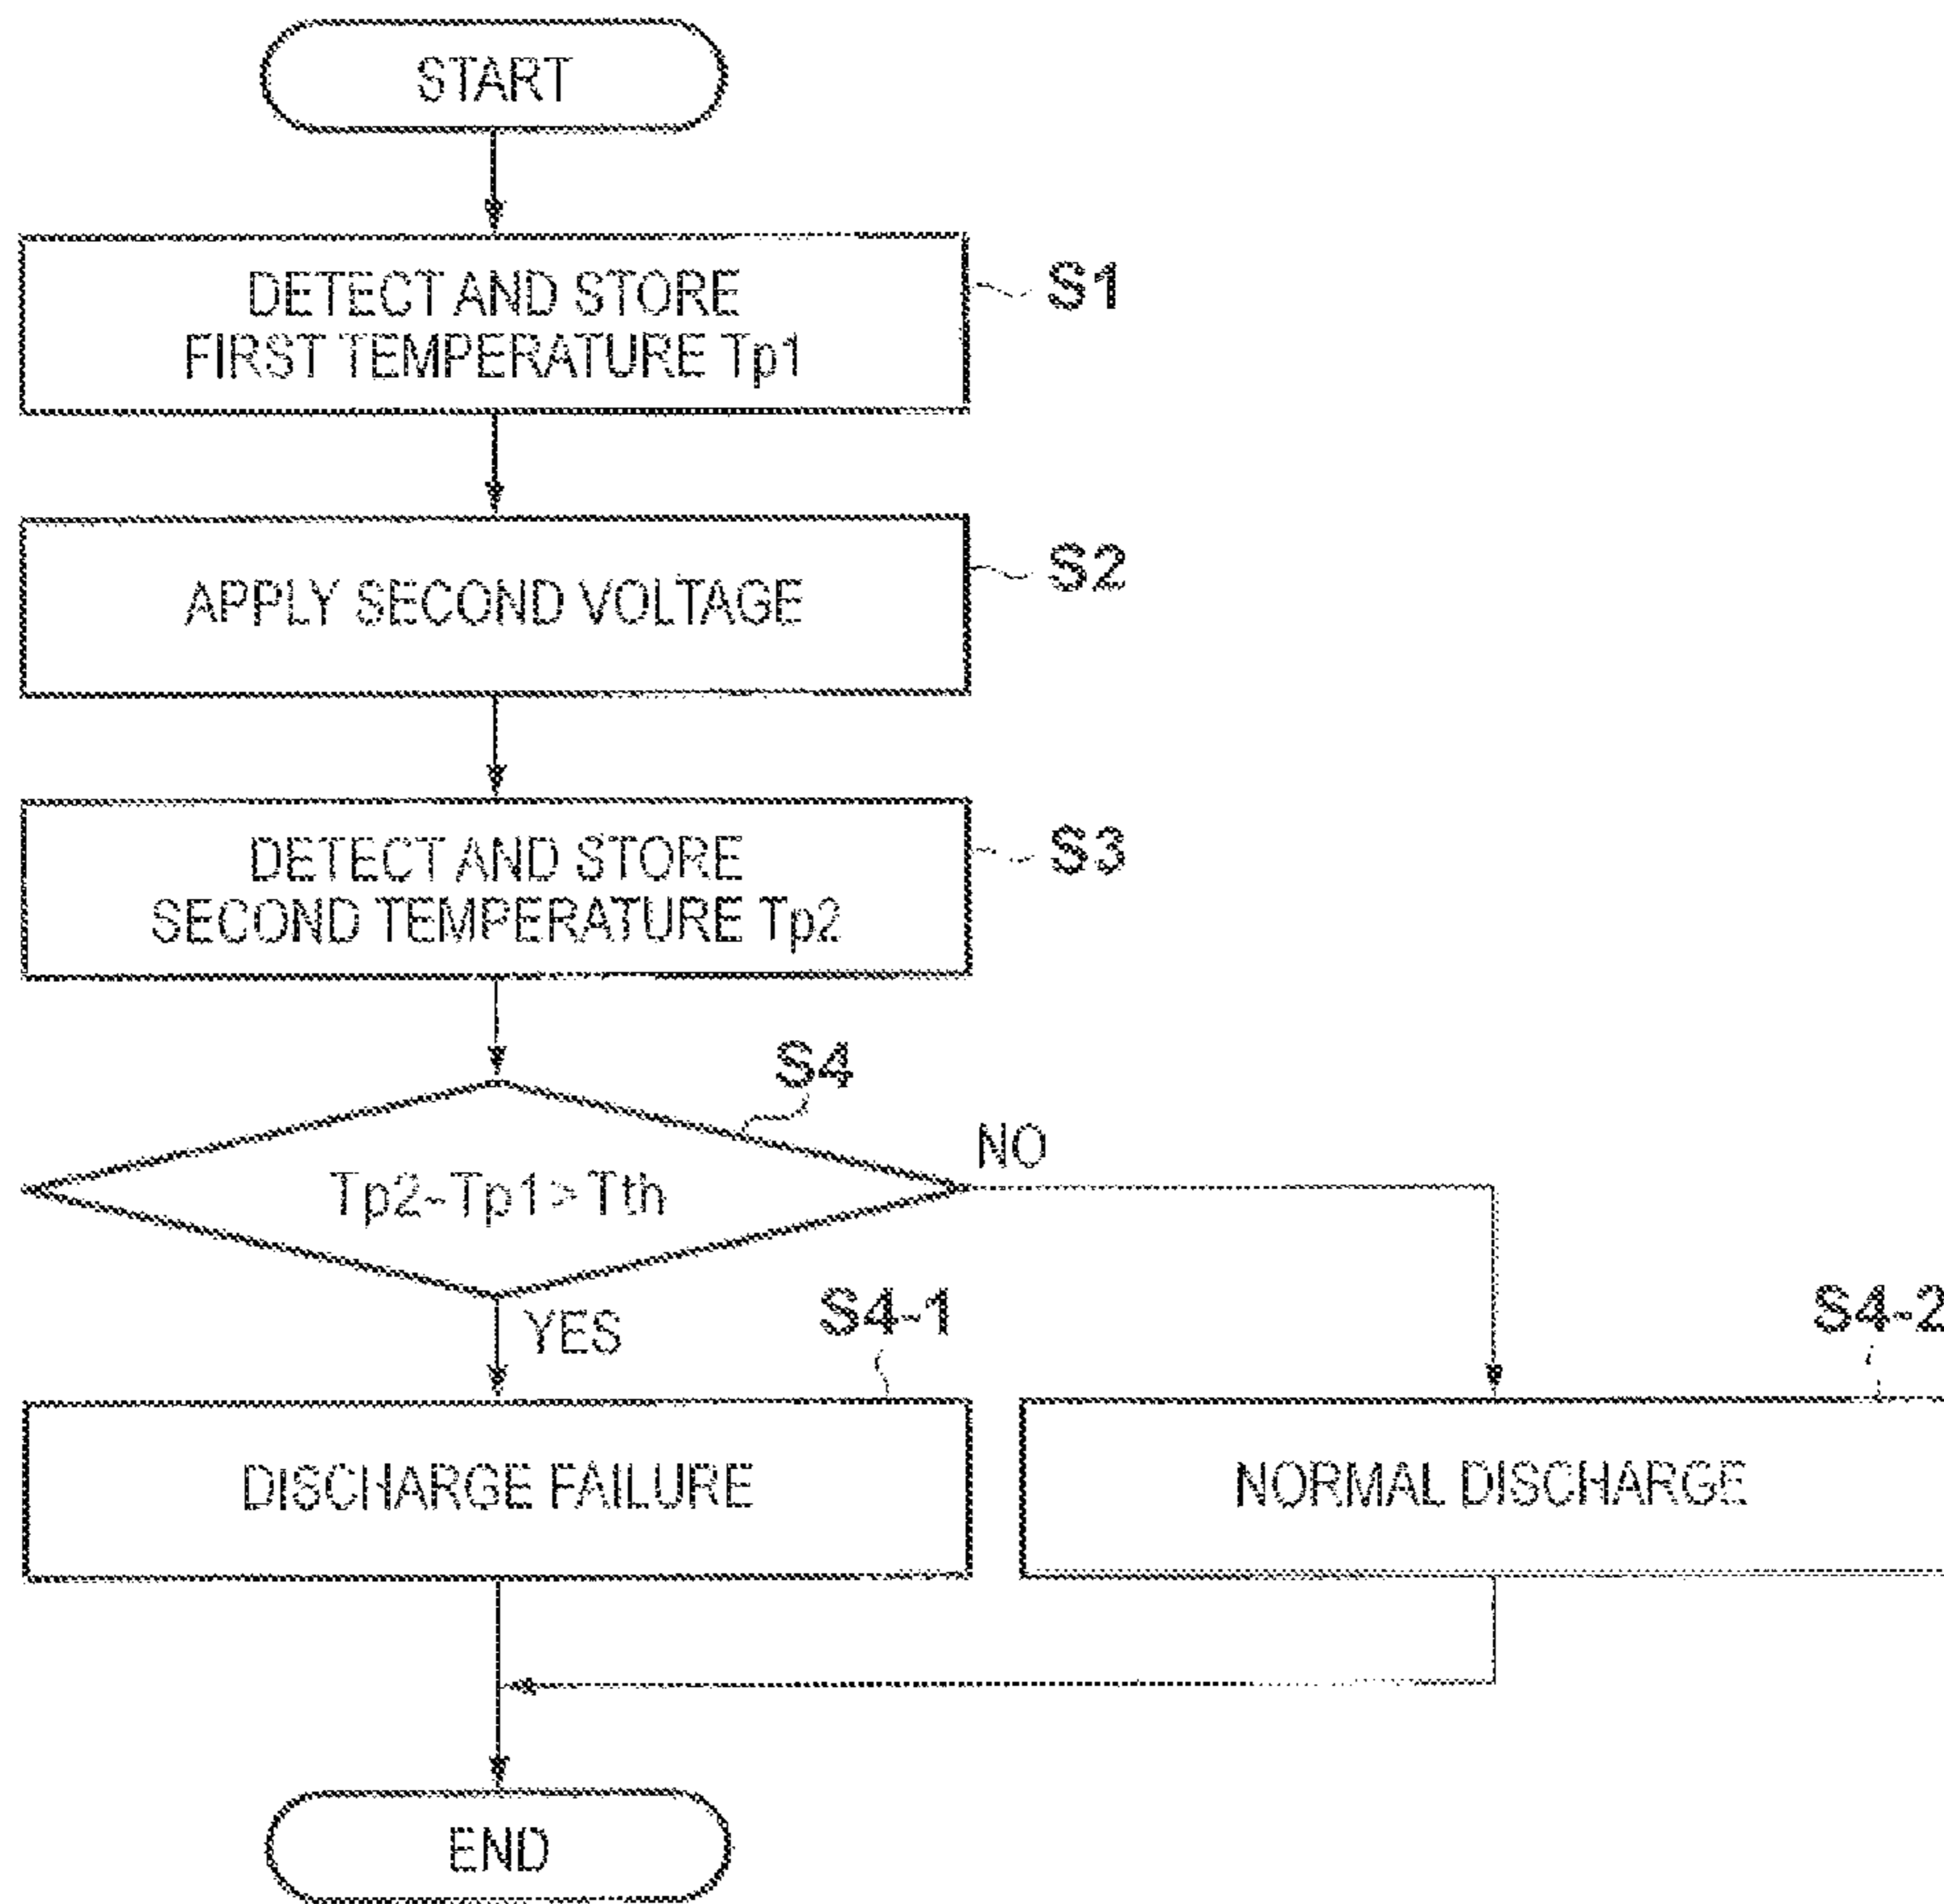 START
DETECT AND STORE
FIRST TEMPERATURE Tp1
S1
APPLY SECOND VOLTAGE
S2
DETECT AND STORE
SECOND TEMPERATURE Tp2
S3
S4
Tp2-Tp1>Tth
NO
YES
S4-1
S4-2
DISCHARGE FAILURE
NORMAL DISCHARGE
END